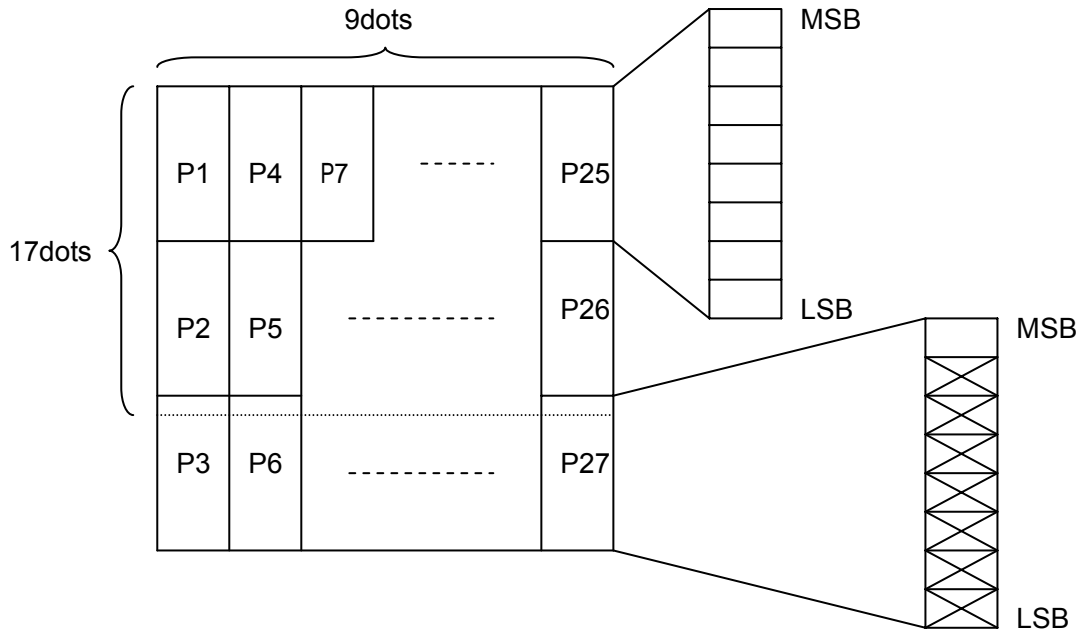 9dots
MSB
P1 P4 P7 P25
17dots
P2 P5 P26
LSB
MSB
P3 P6 P27
LSB